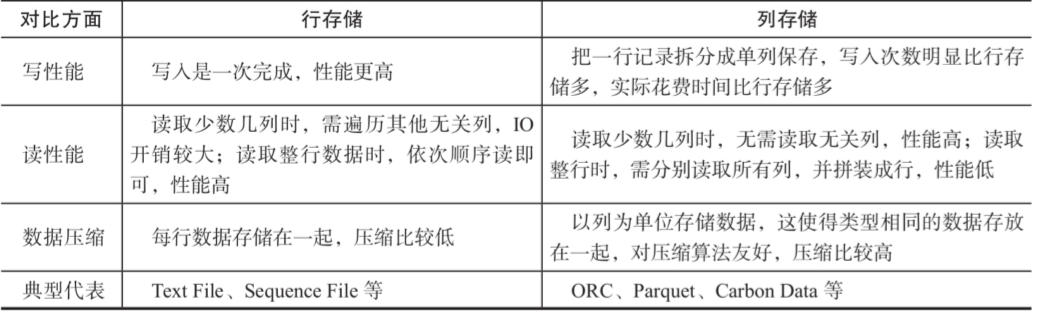 对比方面 行存储 列存储
写性能 写入是一次完成，性能更高 把一行记录拆分成单列保存，写入次数明显比行存
储多，实际花费时间比行存储多
读性能 读取少数几列时，需遍历其他无关列，IO
开销较大；读取整行数据时，依次顺序读即
可，性能高
读取少数几列时，无需读取无关列，性能高；读取
整行时，需分别读取所有列，并拼装成行，性能低
数据压缩 每行数据存储在一起，压缩比较低 以列为单位存储数据，这使得类型相同的数据存放
在一起，对压缩算法友好，压缩比较高
典型代表 Text File、Sequence File 等 ORC、Parquet、Carbon Data 等